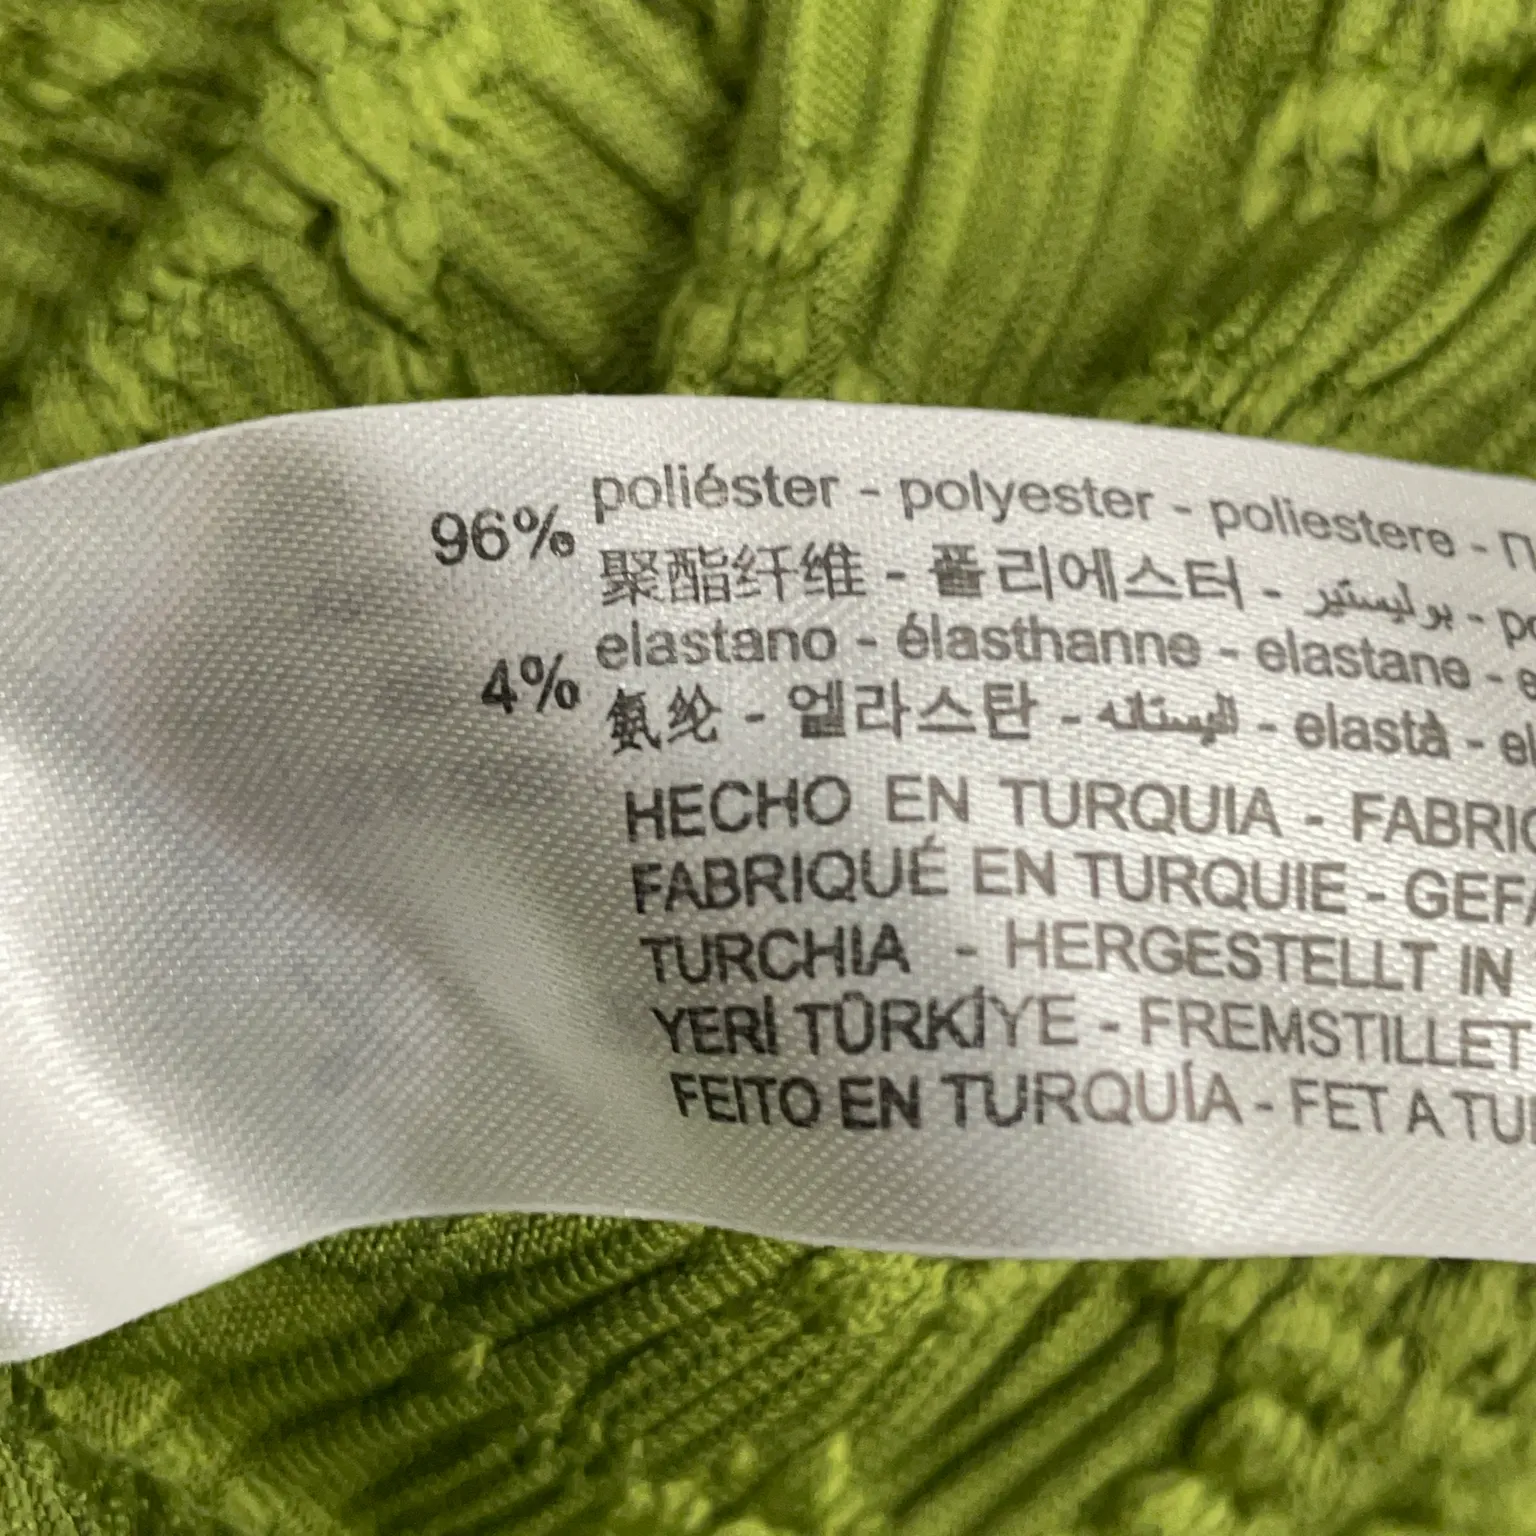 96% poliéster - polyester - poliestere -
聚酯纤维 - 폴리에스터 - بوليستير -
4% elastano - élasthanne - elastane -
氨纶 - 엘라스탄 - - elastà -
HECHO EN TURQUIA -
FABRIQUÉ EN TURQUIE -
TURCHIA - HERGESTELLT IN
YERİ TÜRKİYE - FREMSTILLET
FEITO EN TURQUÍA - FET A